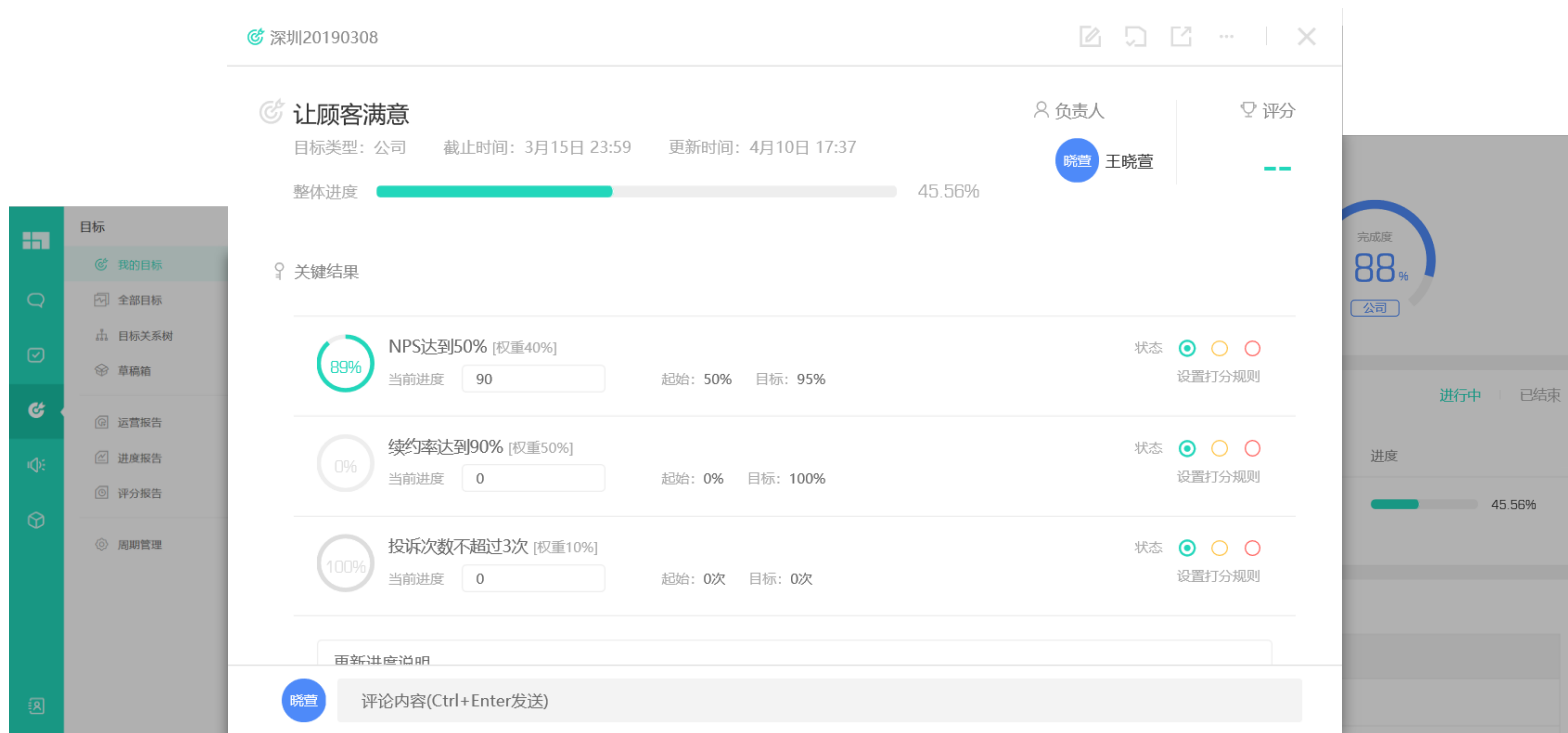 深圳20190308
让顾客满意
目标类型：公司 截止时间：3月15日 23:59 更新时间：4月10日 17:37
整体进度 45.56%
负责人
晓萱 王晓萱
评分
--
关键结果
89%
NPS达到50% [权重40%]
当前进度 90 起始：50% 目标：95%
状态
设置打分规则
0%
续约率达到90% [权重50%]
当前进度 0 起始：0% 目标：100%
状态
设置打分规则
100%
投诉次数不超过3次 [权重10%]
当前进度 0 起始：0次 目标：0次
状态
设置打分规则
更新进度说明
晓萱 评论内容(Ctrl+Enter发送)
目标
我的目标
全部目标
目标关系树
草稿箱
运营报告
进度报告
评分报告
周期管理
完成度
88%
公司
进行中 已结束
进度
45.56%